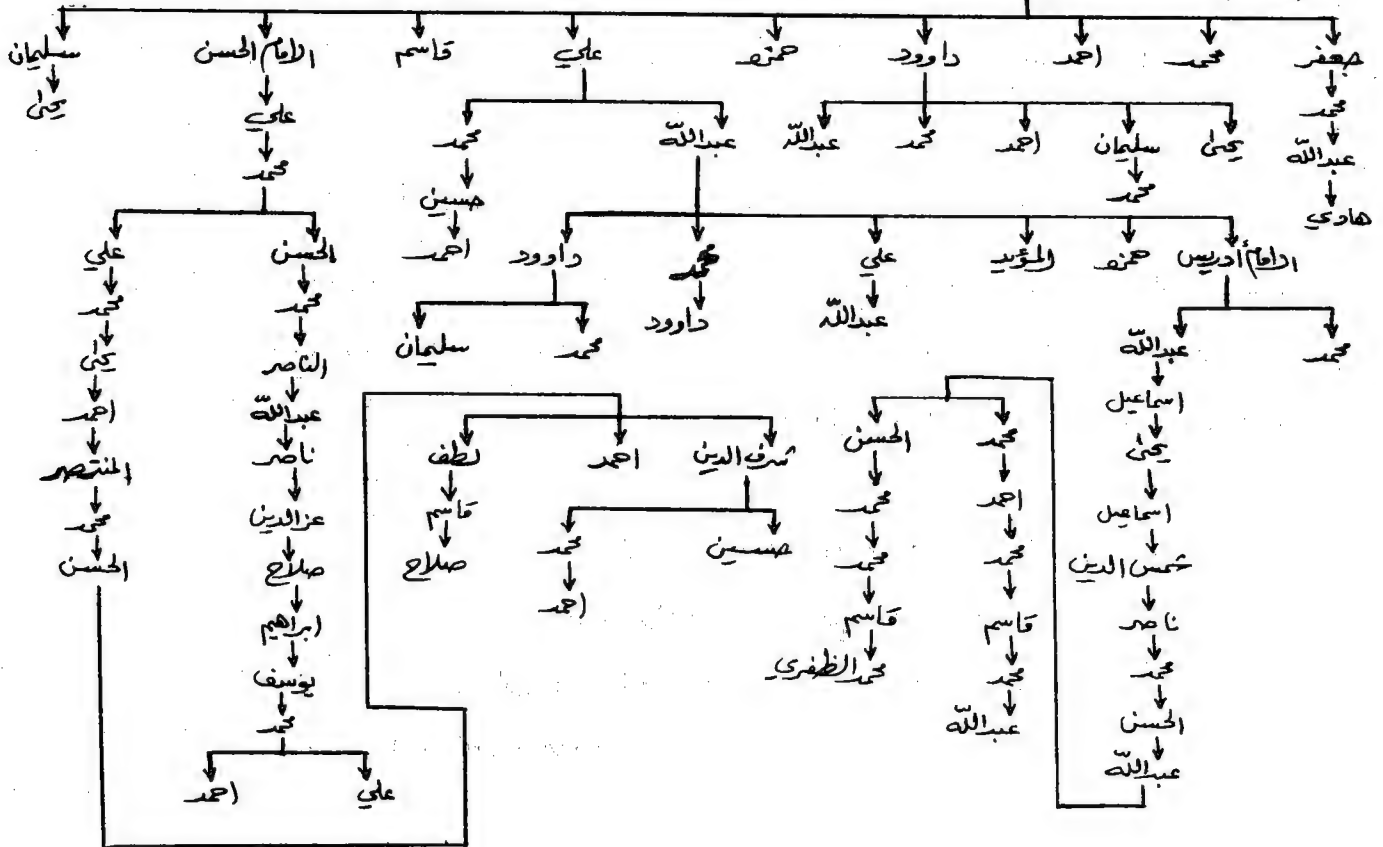 جعفر محمد احمد حمزه داوود علي قاسم الامام الحسن سليمان
محمد
عبدالله
هادي
يحيى سليمان احمد محمد عبدالله
محمد
عبدالله محمد
حسين
احمد
علي
محمد
يحيى
الامام أدريس حمزه المؤيد علي محمد داوود
محمد عبدالله
عبدالله
داوود
محمد سليمان
اسماعيل
يحيى
اسماعيل
شمس الدين
ناصر
محمد
الحسن
عبدالله
محمد الحسن
احمد
محمد
قاسم
محمد
عبدالله
محمد
محمد
قاسم
محمد الظفري
الحسن علي
محمد
الناصر
عبدالله
ناصر
عزالدين
صلاح
ابراهيم
يوسف
محمد
علي احمد
محمد
يحيى
احمد
المنتصر
محمد
الحسن
شرف الدين احمد لطف
حسين محمد
احمد
قاسم
صلاح